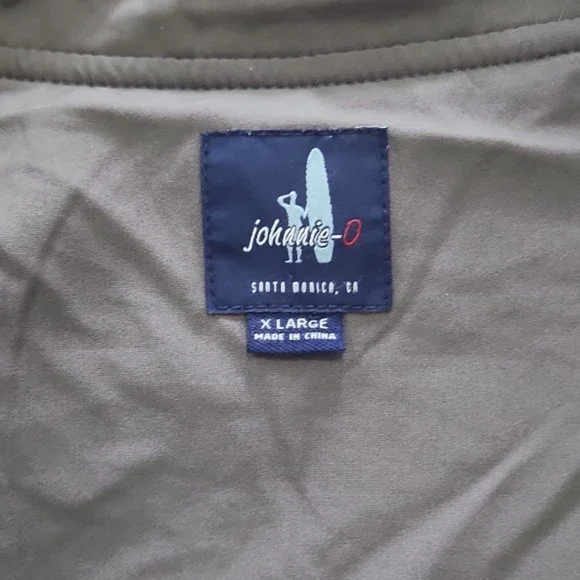 johnnie-O
SANTA MONICA, CA
X LARGE
MADE IN CHINA